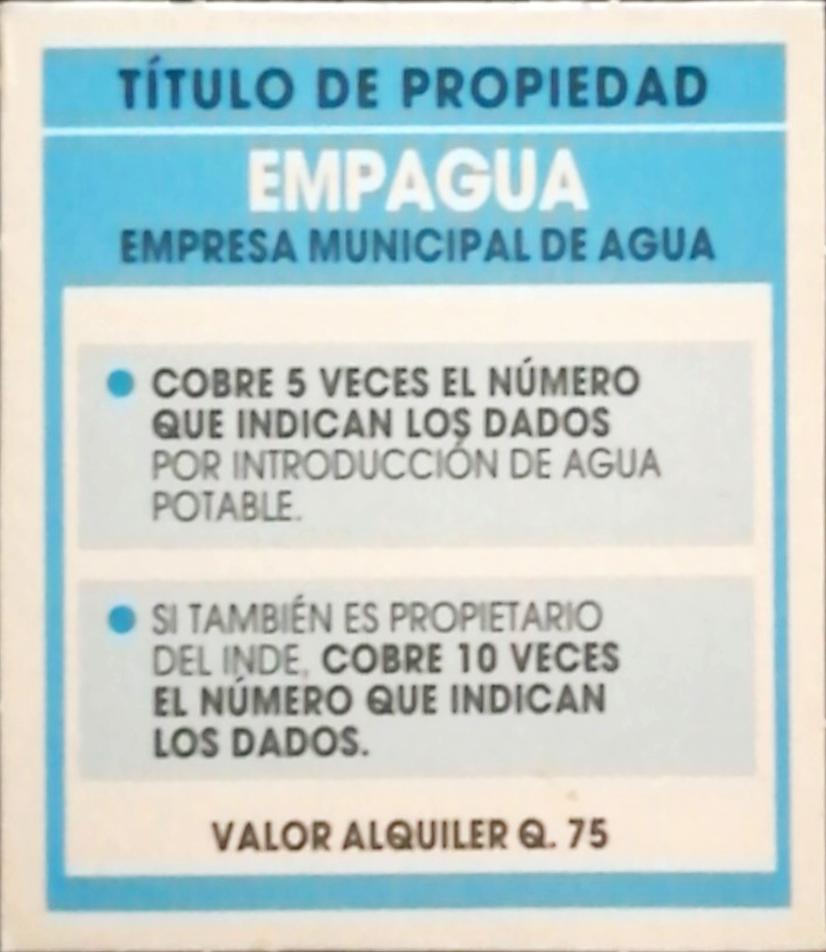 TÍTULO DE PROPIEDAD
EMPAGUA
EMPRESA MUNICIPAL DE AGUA
COBRE 5 VECES EL NÚMERO
QUE INDICAN LOS DADOS
POR INTRODUCCIÓN DE AGUA
POTABLE.
SI TAMBIÉN ES PROPIETARIO
DEL INDE, COBRE 10 VECES
EL NÚMERO QUE INDICAN
LOS DADOS.
VALOR ALQUILER Q. 75